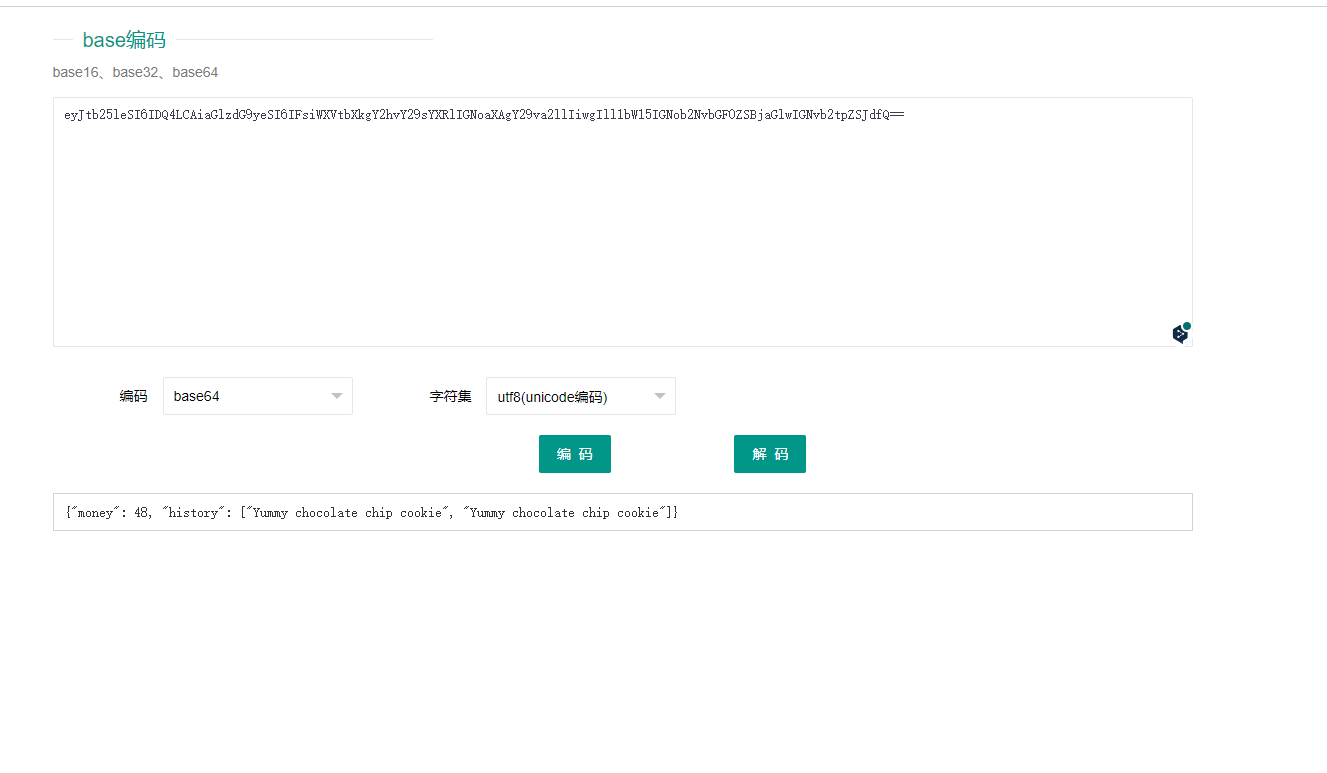 base编码
base16、base32、base64
eyJtb25leSI6IDQ4LCAiaGlzdG9yeSI6IFsiWXVtbXkgY2hvY29sYXRlIGNoaXAgY29va2llIiwgIll1bW15IGNob2NvbGF0ZSBjaGlwIGNvb2tpZSJdfQ==
编码 base64 字符集 utf8(unicode编码)
编 码 解 码
{"money": 48, "history": ["Yummy chocolate chip cookie", "Yummy chocolate chip cookie"]}